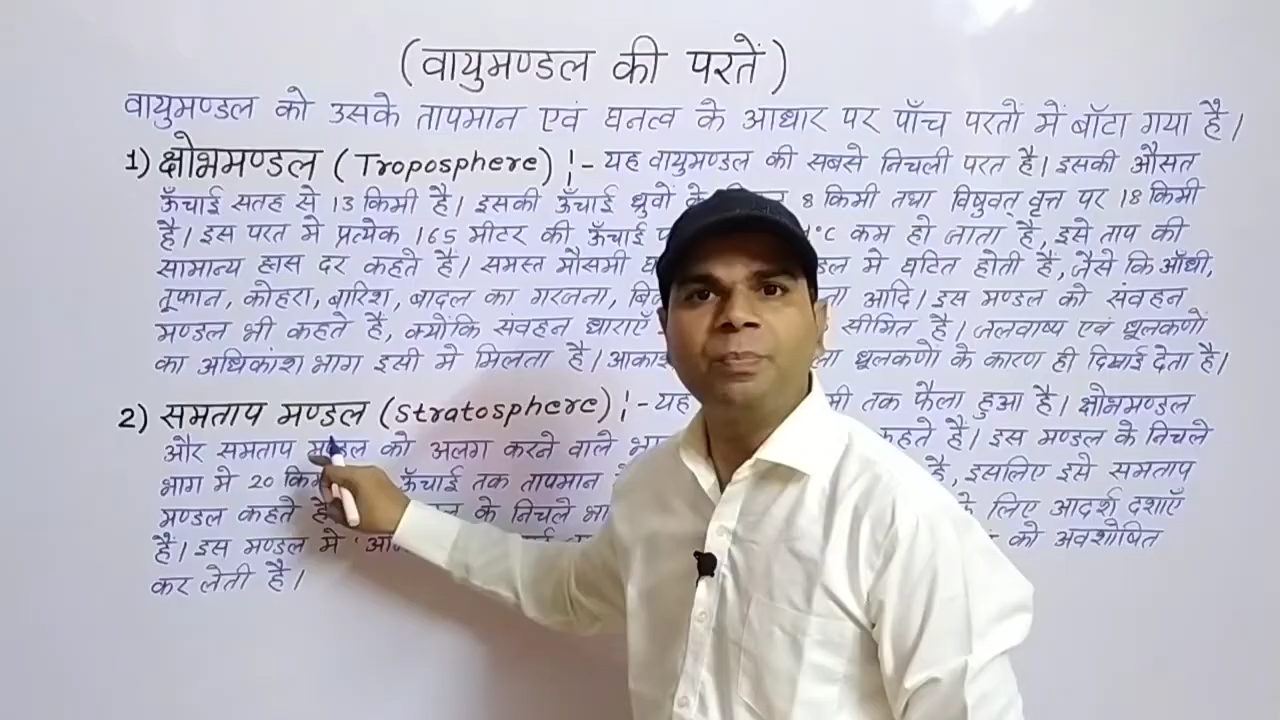 (वायुमण्डल की परतें)
वायुमण्डल को उसके तापमान एवं घनत्व के आधार पर पाँच परतों में बॉटा गया है।
1) क्षोभमण्डल (Troposphere) :- यह वायुमण्डल की सबसे निचली परत है। इसकी औसत
ऊँचाई सतह से 13 किमी है। इसकी ऊँचाई ध्रुवों 8 किमी तथा विषुवत् वृत्त पर 18 किमी
है। इस परत मे प्रत्येक 165 मीटर की ऊँचाई °C कम हो जाता है, इसे ताप की
सामान्य ह्रास दर कहते है। समस्त मौसमी मे घटित होती है, जैसे कि ऑधी,
तूफान, कोहरा, बारिश, बादल का गरजना, आदि। इस मण्डल को संवहन
मण्डल भी कहते है, क्योंकि संवहन धाराएँ सीमित है। जलवाष्प एवं धूलकणों
का अधिकांश भाग इसी मे मिलता है। धूलकणो के कारण ही दिखाई देता है।
2) समताप मण्डल (Stratosphere) :- यह तक फैला हुआ है। क्षोभमण्डल
और समताप मण्डल को अलग करने वाले कहते है। इस मण्डल के निचले
भाग मे 20 ऊँचाई तक तापमान है, इसलिए इसे समताप
मण्डल कहते है के निचले के लिए आदर्श दशाएँ
है। इस मण्डल मे को अवशोषित
कर लेती है।